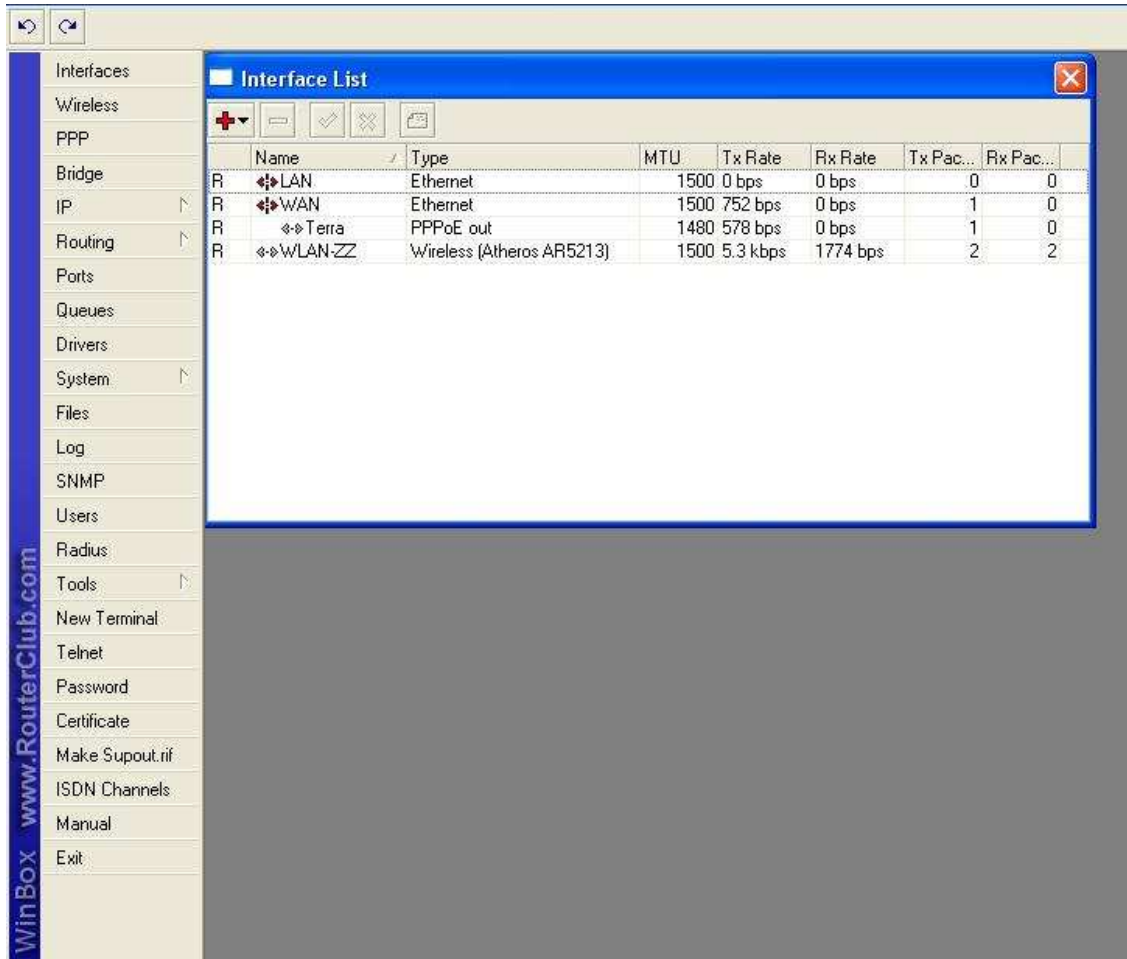 Interface List
Name Type MTU Tx Rate Rx Rate Tx Pac... Rx Pac...
R LAN Ethernet 1500 0 bps 0 bps 0 0
R WAN Ethernet 1500 752 bps 0 bps 1 0
R Terra PPPoE out 1480 578 bps 0 bps 1 0
R WLAN-ZZ Wireless (Atheros AR5213) 1500 5.3 kbps 1774 bps 2 2
Interfaces
Wireless
PPP
Bridge
IP
Routing
Ports
Queues
Drivers
System
Files
Log
SNMP
Users
Radius
Tools
New Terminal
Telnet
Password
Certificate
Make Supout.rif
ISDN Channels
Manual
Exit
WinBox www.RouterClub.com